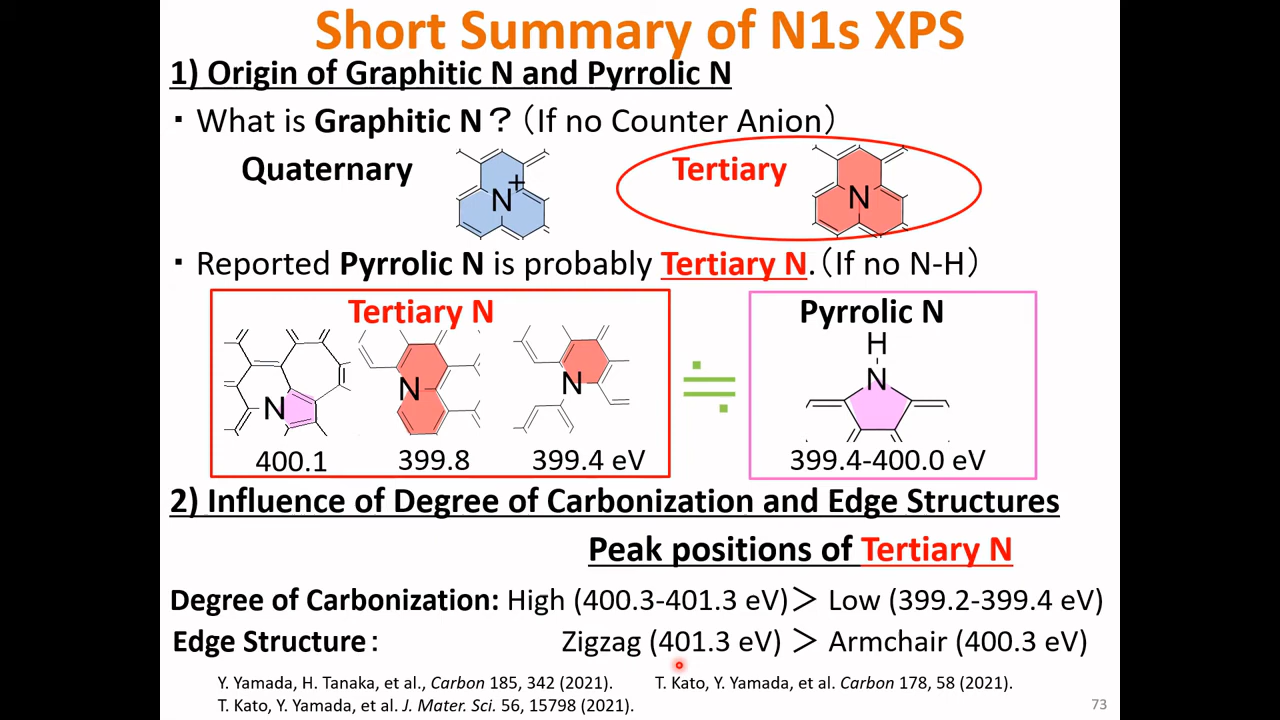 Short Summary of N1s XPS
1) Origin of Graphitic N and Pyrrolic N
・What is Graphitic N？（If no Counter Anion）
Quaternary
N+
Tertiary
N
・Reported Pyrrolic N is probably Tertiary N.（If no N-H）
Tertiary N
N
N
N
400.1
399.8
399.4 eV
≒
Pyrrolic N
H
N
399.4-400.0 eV
2) Influence of Degree of Carbonization and Edge Structures
Peak positions of Tertiary N
Degree of Carbonization: High (400.3-401.3 eV)＞ Low (399.2-399.4 eV)
Edge Structure： Zigzag (401.3 eV) ＞ Armchair (400.3 eV)
Y. Yamada, H. Tanaka, et al., Carbon 185, 342 (2021). T. Kato, Y. Yamada, et al. Carbon 178, 58 (2021).
T. Kato, Y. Yamada, et al. J. Mater. Sci. 56, 15798 (2021).
73